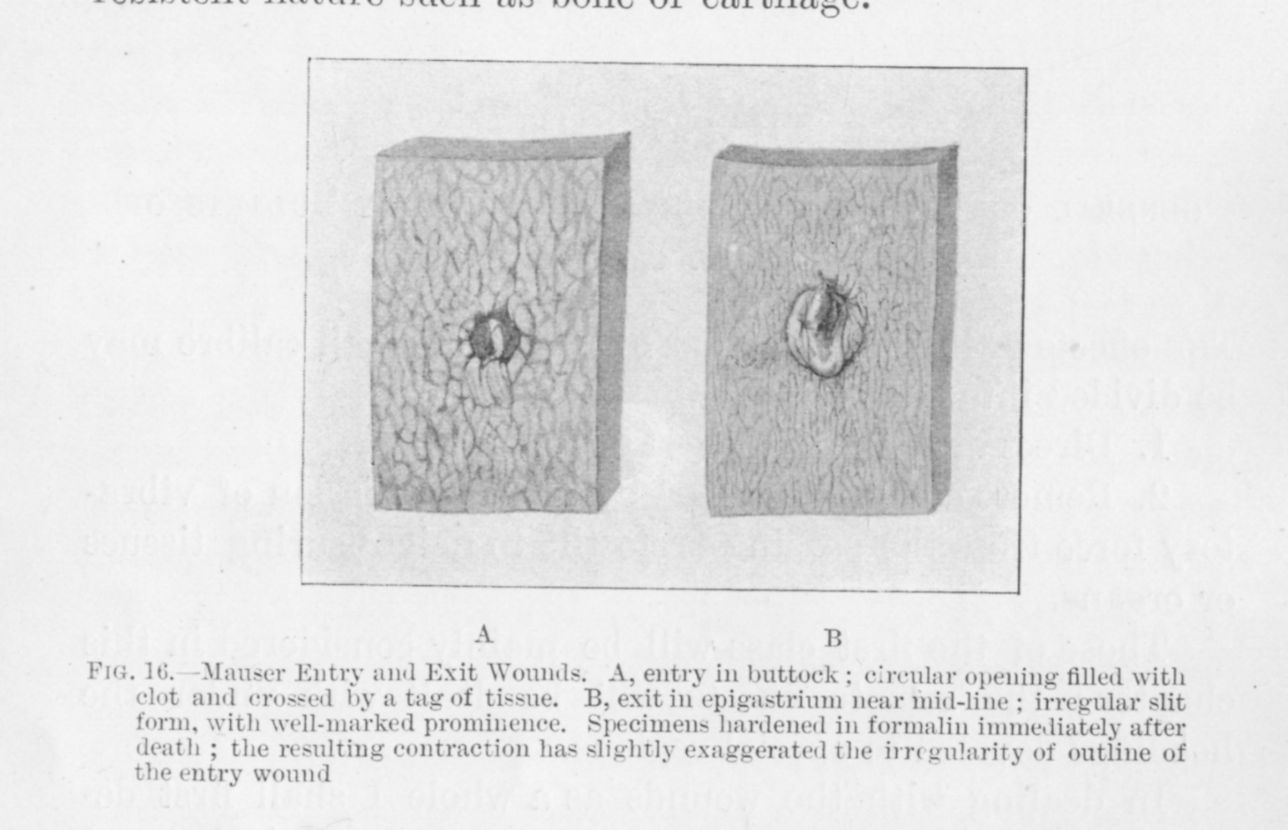 resistent nature such as bone or cartilage.
A
B
FIG. 16.—Mauser Entry and Exit Wounds. A, entry in buttock ; circular opening filled with
clot and crossed by a tag of tissue. B, exit in epigastrium near mid-line ; irregular slit
form, with well-marked prominence. Specimens hardened in formalin immediately after
death ; the resulting contraction has slightly exaggerated the irregularity of outline of
the entry wound